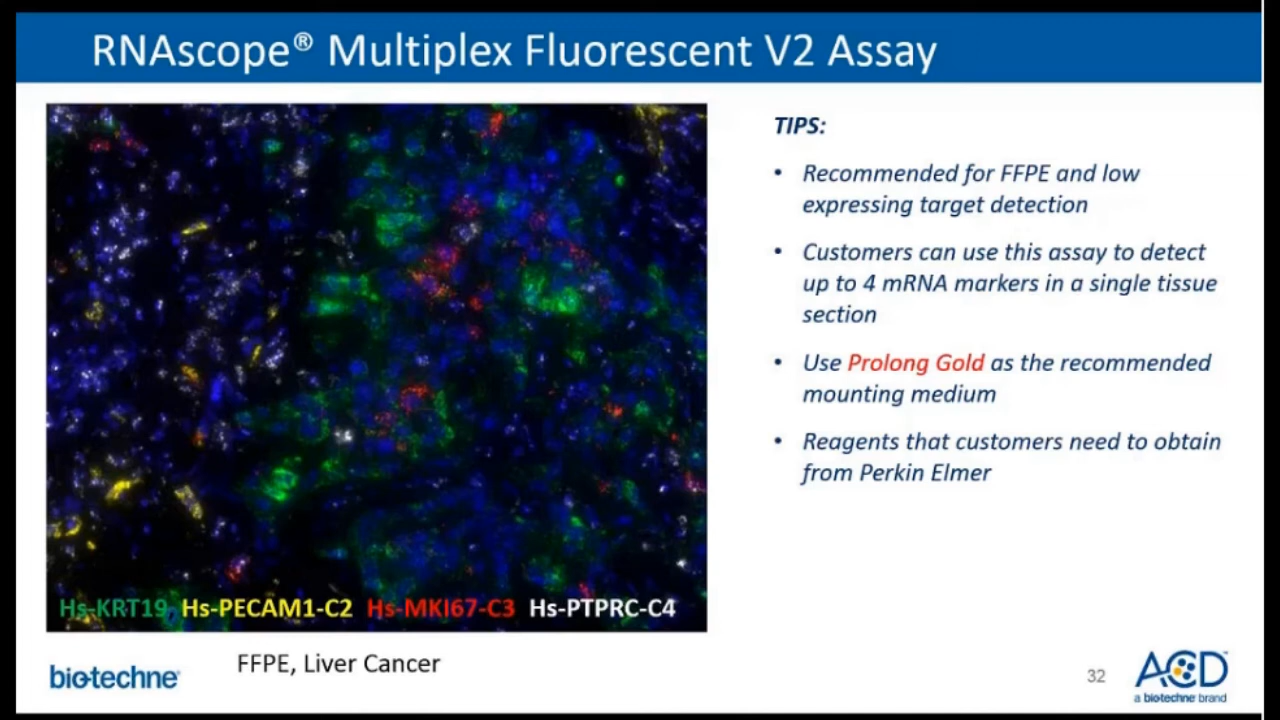 RNAscope® Multiplex Fluorescent V2 Assay
TIPS:
• Recommended for FFPE and low
expressing target detection
• Customers can use this assay to detect
up to 4 mRNA markers in a single tissue
section
• Use Prolong Gold as the recommended
mounting medium
• Reagents that customers need to obtain
from Perkin Elmer
Hs-KRT19, Hs-PECAM1-C2 Hs-MKI67-C3 Hs-PTPRC-C4
FFPE, Liver Cancer
bio-techne®
32
ACD™
a biotechne brand